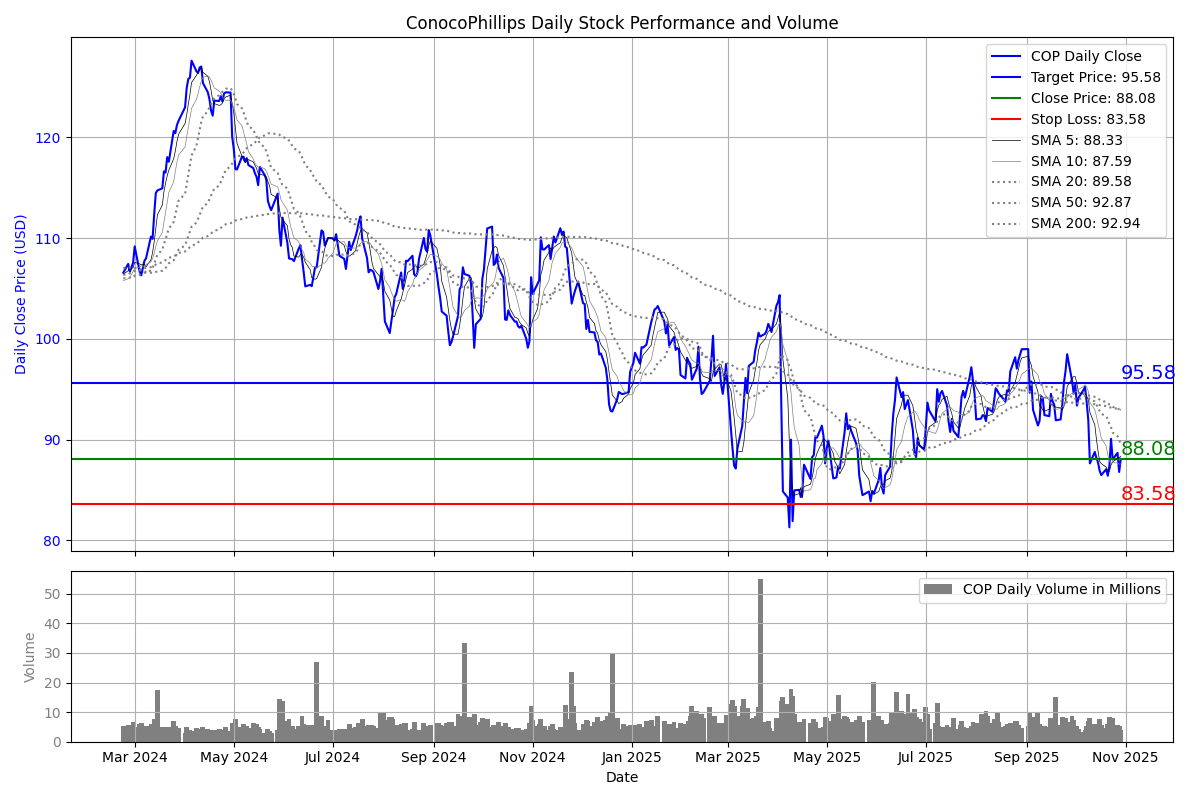 ConocoPhillips Daily Stock Performance and Volume
COP Daily Close
Target Price: 95.58
Close Price: 88.08
Stop Loss: 83.58
SMA 5: 88.33
SMA 10: 87.59
SMA 20: 89.58
SMA 50: 92.87
SMA 200: 92.94
Daily Close Price (USD)
120
110
100
90
80
95.58
88.08
83.58
COP Daily Volume in Millions
Volume
50
40
30
20
10
0
Mar 2024 May 2024 Jul 2024 Sep 2024 Nov 2024 Jan 2025 Mar 2025 May 2025 Jul 2025 Sep 2025 Nov 2025
Date